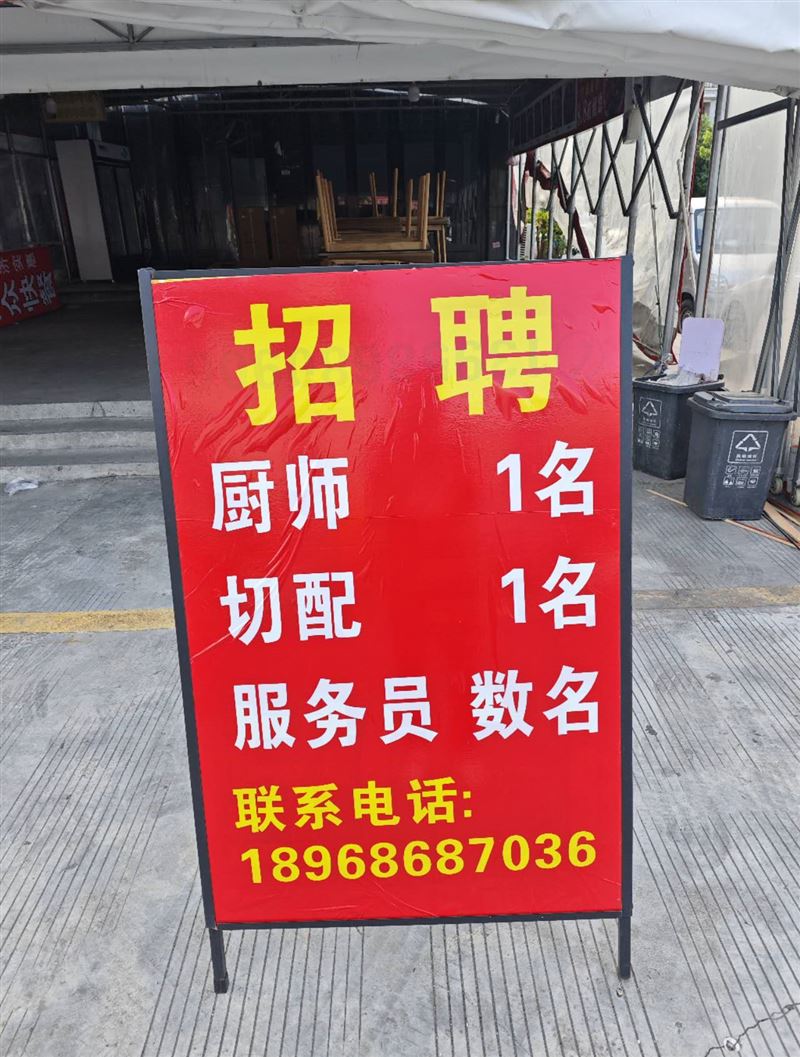 招 聘
厨师 1名
切配 1名
服务员 数名
联系电话:
18968687036